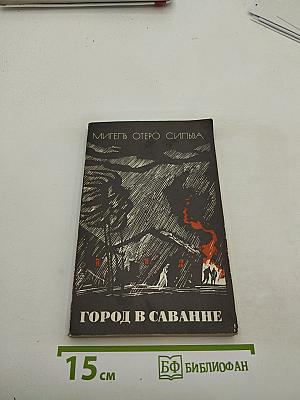 МИГЕЛЬ ОТЕРО СИЛЬВА
ГОРОД В САВАННЕ
15 см
БФ БИБЛИОФАН